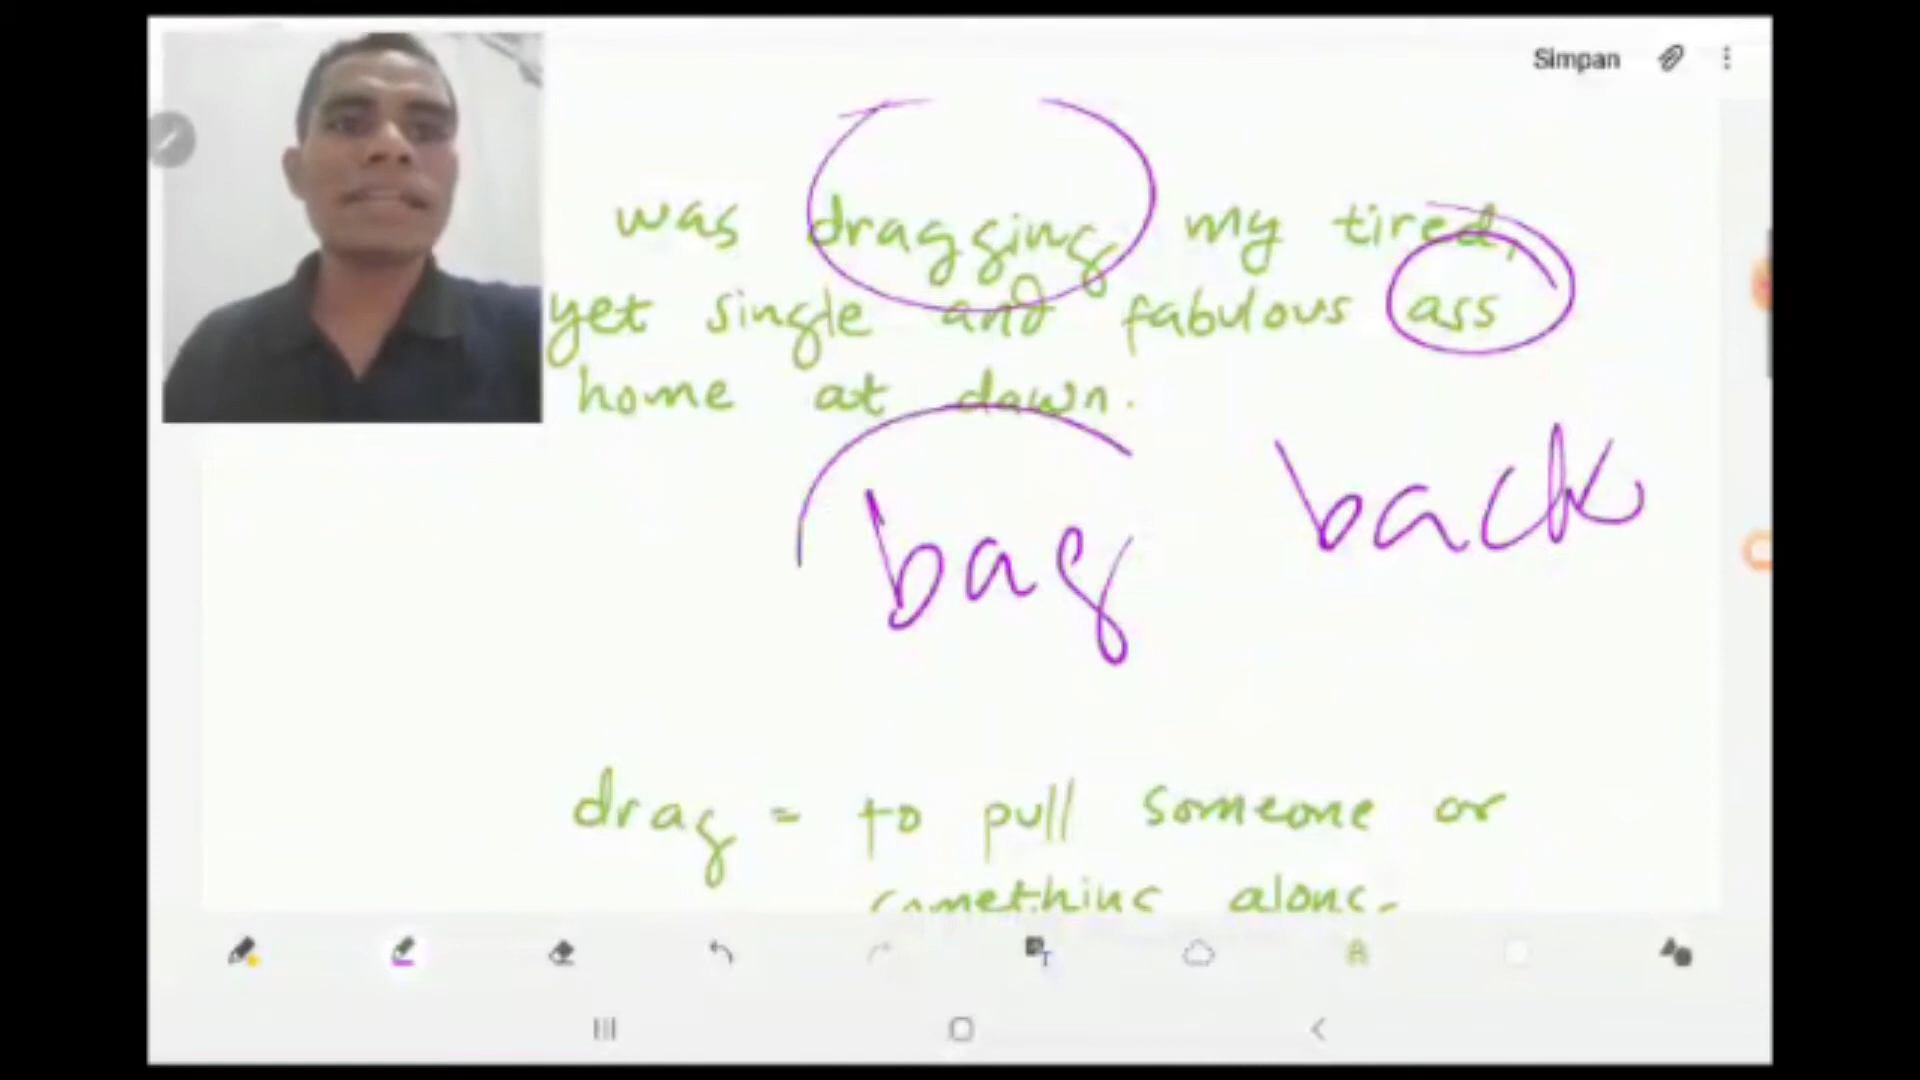 Simpan
was dragging my tired,
yet single and fabulous ass
home at dawn.
bag back
drag = to pull someone or
something along.